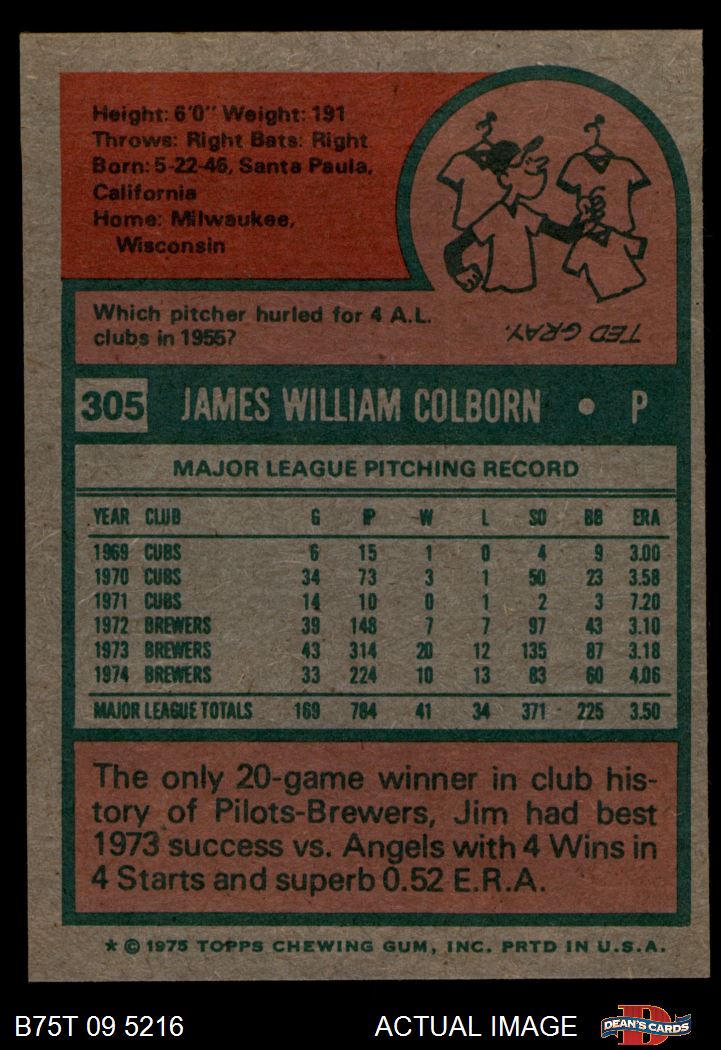 Height: 6'0" Weight: 191
Throws: Right Bats: Right
Born: 5-22-46, Santa Paula,
California
Home: Milwaukee,
Wisconsin
Which pitcher hurled for 4 A.L.
clubs in 1955?
TED GRAY.
305 JAMES WILLIAM COLBORN • P
MAJOR LEAGUE PITCHING RECORD
YEAR CLUB G IP W L SO BB ERA
1969 CUBS 6 15 1 0 4 9 3.00
1970 CUBS 34 73 3 1 50 23 3.58
1971 CUBS 14 10 0 1 2 3 7.20
1972 BREWERS 39 148 7 7 97 43 3.10
1973 BREWERS 43 314 20 12 135 87 3.18
1974 BREWERS 33 224 10 13 83 60 4.06
MAJOR LEAGUE TOTALS 169 784 41 34 371 225 3.50
The only 20-game winner in club his-
tory of Pilots-Brewers, Jim had best
1973 success vs. Angels with 4 Wins in
4 Starts and superb 0.52 E.R.A.
* © 1975 TOPPS CHEWING GUM, INC. PRTD IN U.S.A.
B75T 09 5216 ACTUAL IMAGE DEAN'S CARDS